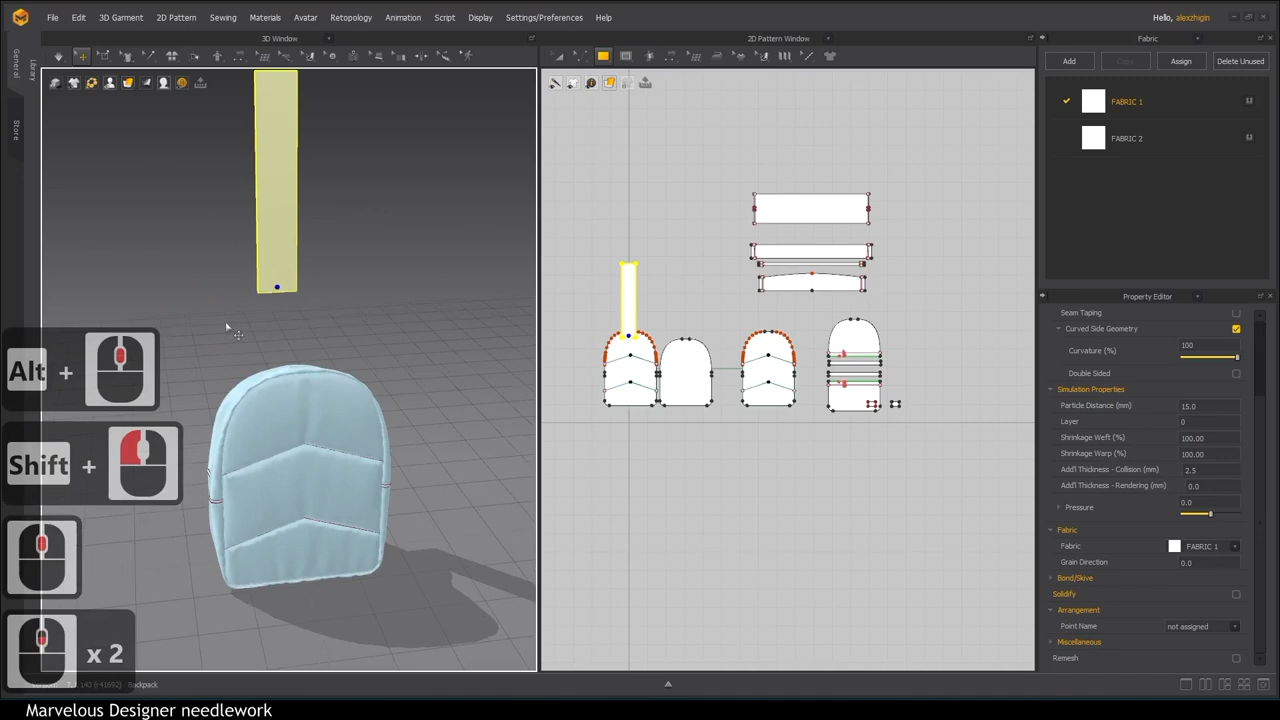 File Edit 3D Garment 2D Pattern Sewing Materials Avatar Retopology Animation Script Display Settings/Preferences Help
Hello, alexzhigin
3D Window
2D Pattern Window
Fabric
General
Library
Store
Add
Copy
Assign
Delete Unused
FABRIC 1
FABRIC 2
Property Editor
Seam Taping
Curved Side Geometry
Curvature (%) 100
Double Sided
Simulation Properties
Particle Distance (mm) 15.0
Layer 0
Shrinkage Weft (%) 100.00
Shrinkage Warp (%) 100.00
Add'l Thickness - Collision (mm) 2.5
Add'l Thickness - Rendering (mm) 0.0
Pressure 0.0
Fabric
Fabric FABRIC 1
Grain Direction 0.0
Bond/Skive
Solidify
Arrangement
Point Name not assigned
Miscellaneous
Remesh
Alt +
Shift +
x 2
Backpack
Marvelous Designer needlework